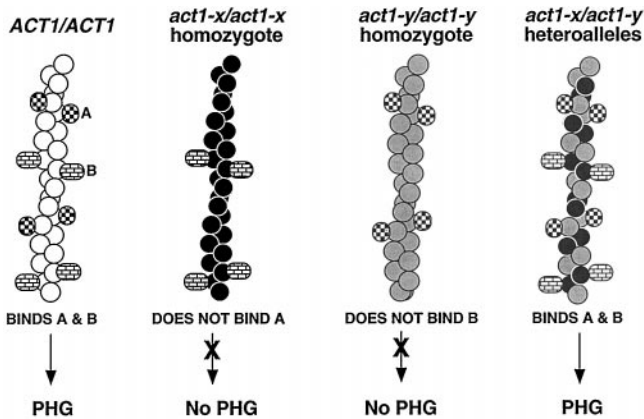 ACT1/ACT1
act1-x/act1-x
homozygote
act1-y/act1-y
homozygote
act1-x/act1-y
heteroalleles
A
B
BINDS A & B
DOES NOT BIND A
DOES NOT BIND B
BINDS A & B
X
X
PHG
No PHG
No PHG
PHG